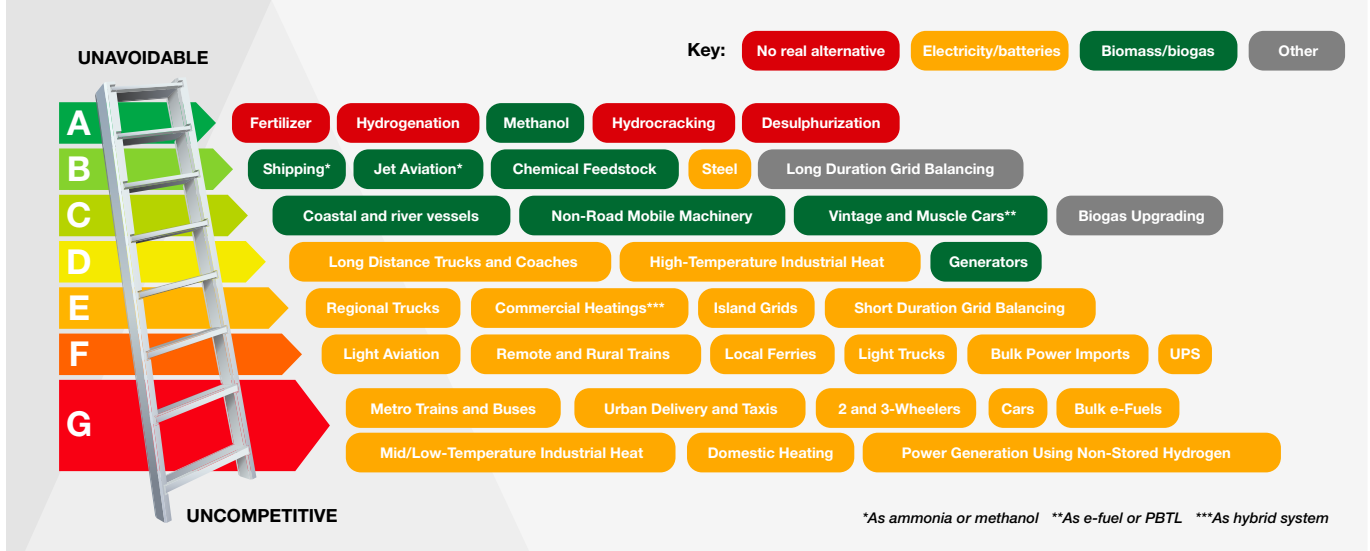 Key: No real alternative Electricity/batteries Biomass/biogas Other
UNAVOIDABLE
A Fertilizer Hydrogenation Methanol Hydrocracking Desulphurization
B Shipping* Jet Aviation* Chemical Feedstock Steel Long Duration Grid Balancing
C Coastal and river vessels Non-Road Mobile Machinery Vintage and Muscle Cars** Biogas Upgrading
D Long Distance Trucks and Coaches High-Temperature Industrial Heat Generators
E Regional Trucks Commercial Heatings*** Island Grids Short Duration Grid Balancing
F Light Aviation Remote and Rural Trains Local Ferries Light Trucks Bulk Power Imports UPS
G Metro Trains and Buses Urban Delivery and Taxis 2 and 3-Wheelers Cars Bulk e-Fuels
Mid/Low-Temperature Industrial Heat Domestic Heating Power Generation Using Non-Stored Hydrogen
UNCOMPETITIVE
*As ammonia or methanol **As e-fuel or PBTL ***As hybrid system